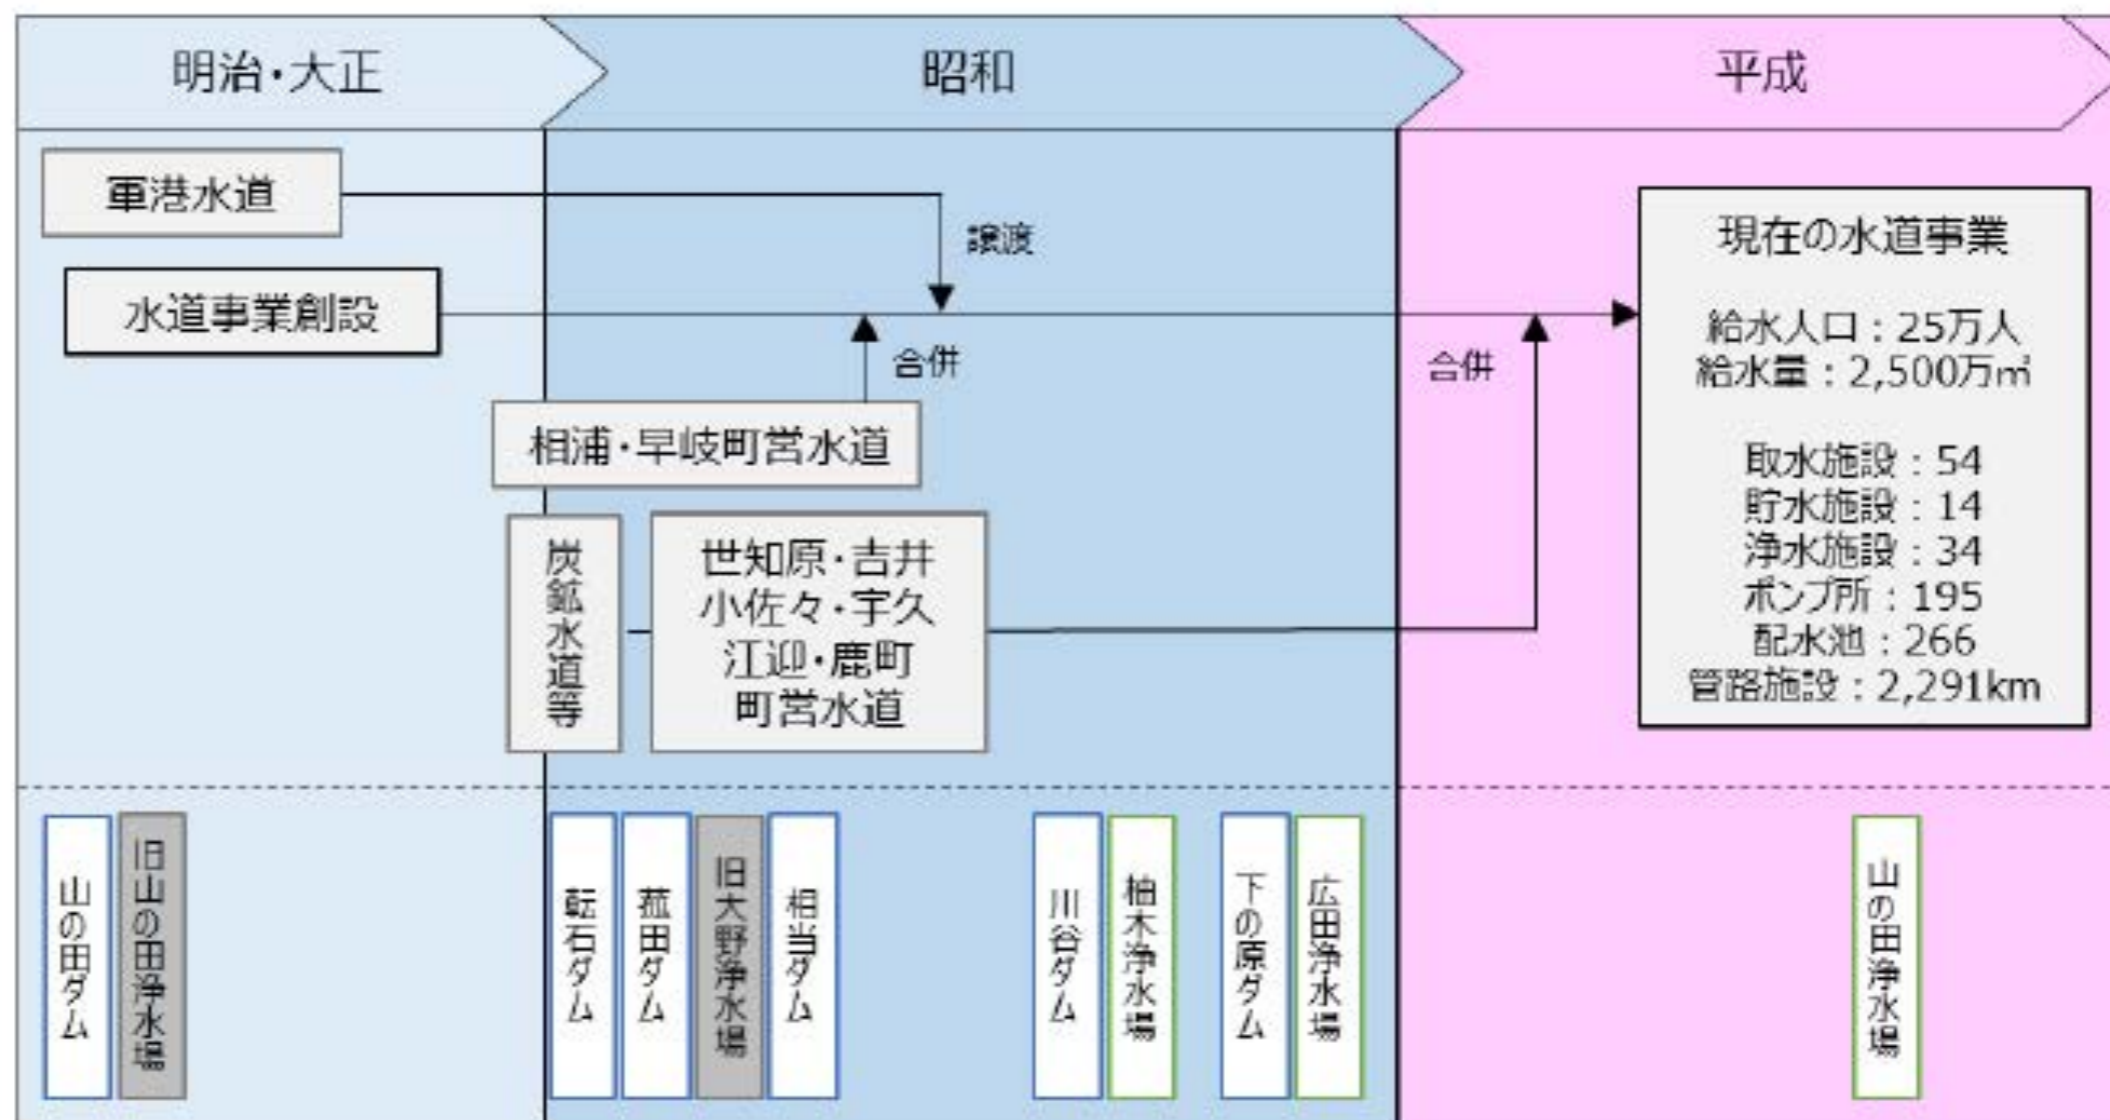 明治・大正
昭和
平成
軍港水道
譲渡
水道事業創設
合併
合併
相浦・早岐町営水道
炭鉱水道等
世知原・吉井
小佐々・宇久
江迎・鹿町
町営水道
現在の水道事業
給水人口：25万人
給水量：2,500万㎥
取水施設：54
貯水施設：14
浄水施設：34
ポンプ所：195
配水池：266
管路施設：2,291km
山の田ダム
旧山の田浄水場
転石ダム
菰田ダム
旧大野浄水場
相当ダム
川谷ダム
柚木浄水場
下の原ダム
広田浄水場
山の田浄水場